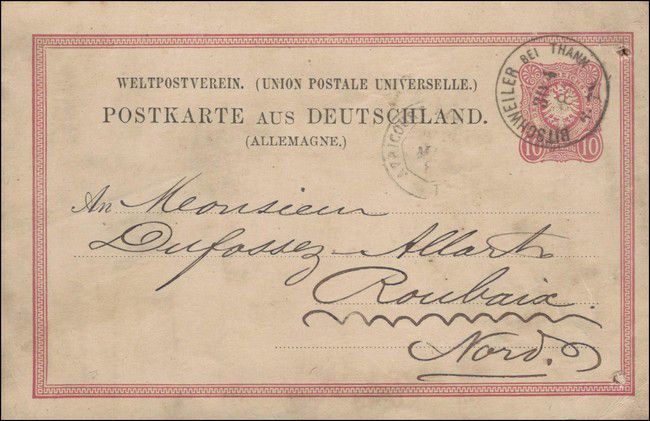 WELTPOSTVEREIN. (UNION POSTALE UNIVERSELLE.)
POSTKARTE AUS DEUTSCHLAND.
(ALLEMAGNE.)
BITSCHWEILER BEI THANN
10 10
An Monsieur
Dufossez-Allart
Roubaix.
Nord.